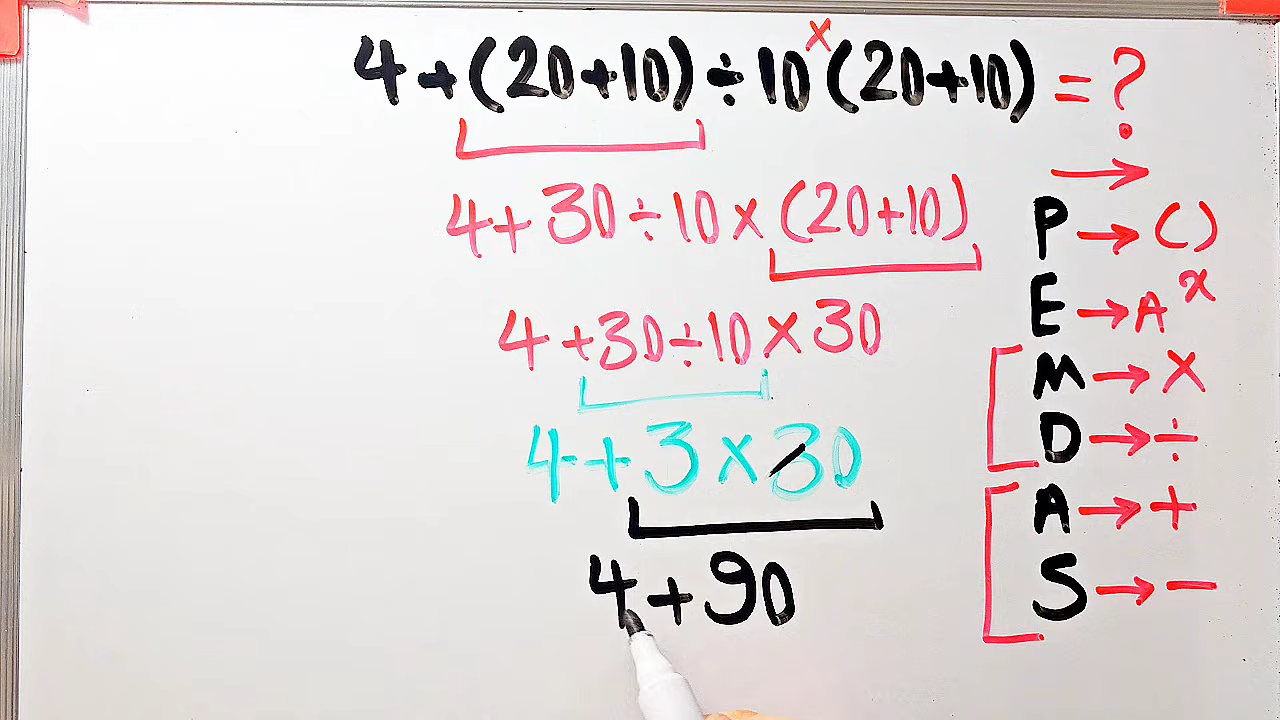 4+(20+10)÷10×(20+10)=?
→
4+30÷10×(20+10)
P→()
4+30÷10×30
E→A^x
M→×
4+3×30
D→÷
A→+
4+90
S→−